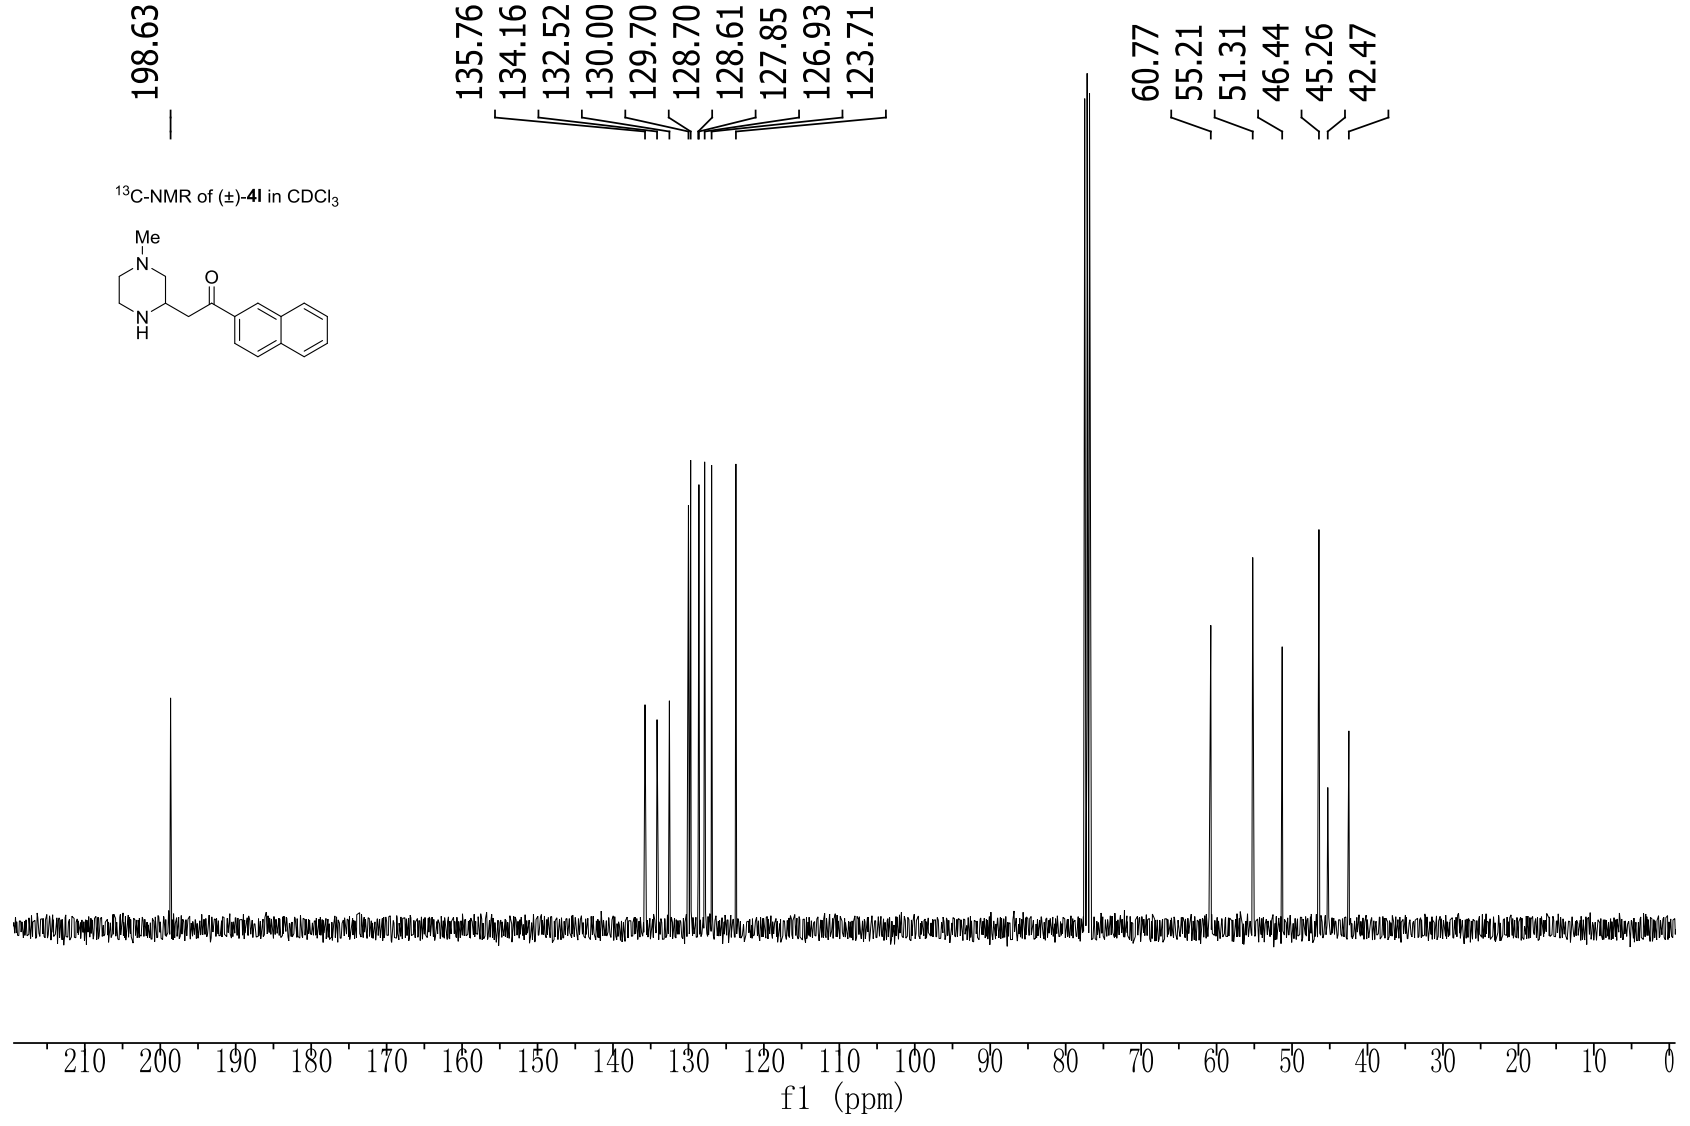 198.63
135.76
134.16
132.52
130.00
129.70
128.70
128.61
127.85
126.93
123.71
60.77
55.21
51.31
46.44
45.26
42.47
¹³C-NMR of (±)-4l in CDCl₃
Me
N
O
N
H
210 200 190 180 170 160 150 140 130 120 110 100 90 80 70 60 50 40 30 20 10 0
f1 (ppm)